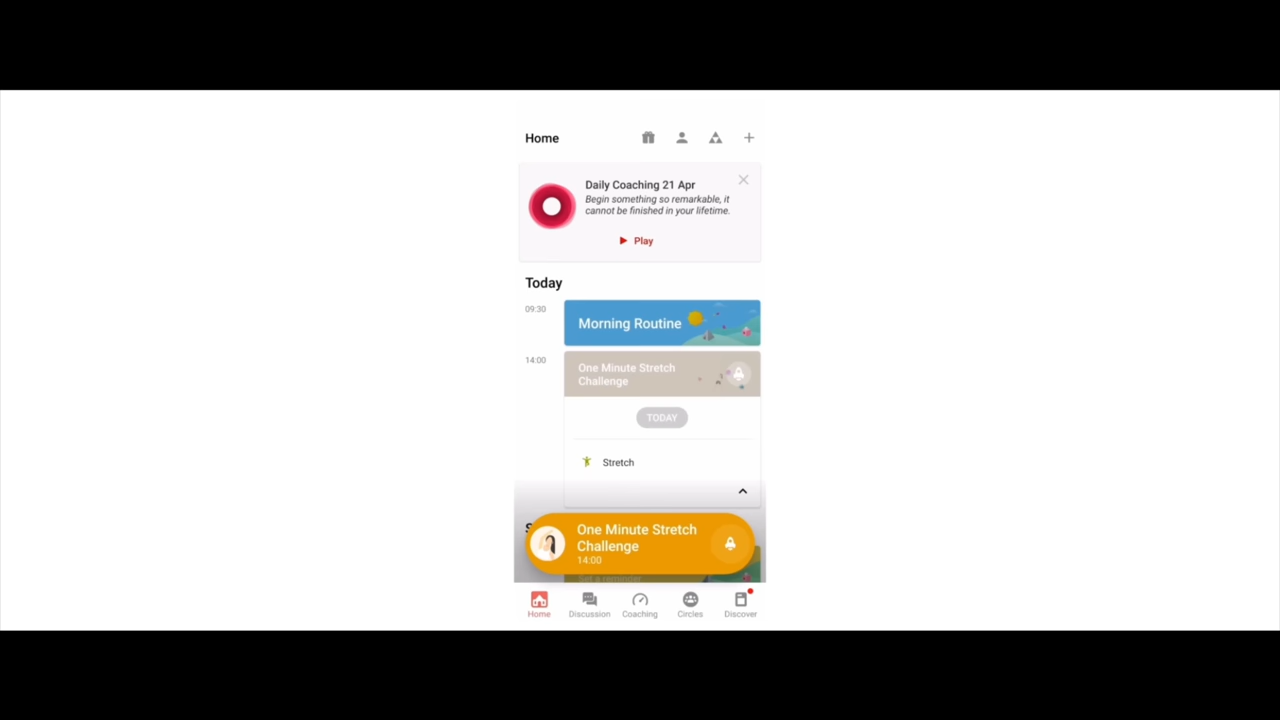 Home
Daily Coaching 21 Apr
Begin something so remarkable, it
cannot be finished in your lifetime.
Play
Today
09:30
Morning Routine
14:00
One Minute Stretch
Challenge
TODAY
Stretch
One Minute Stretch
Challenge
14:00
Set a reminder
Home
Discussion
Coaching
Circles
Discover